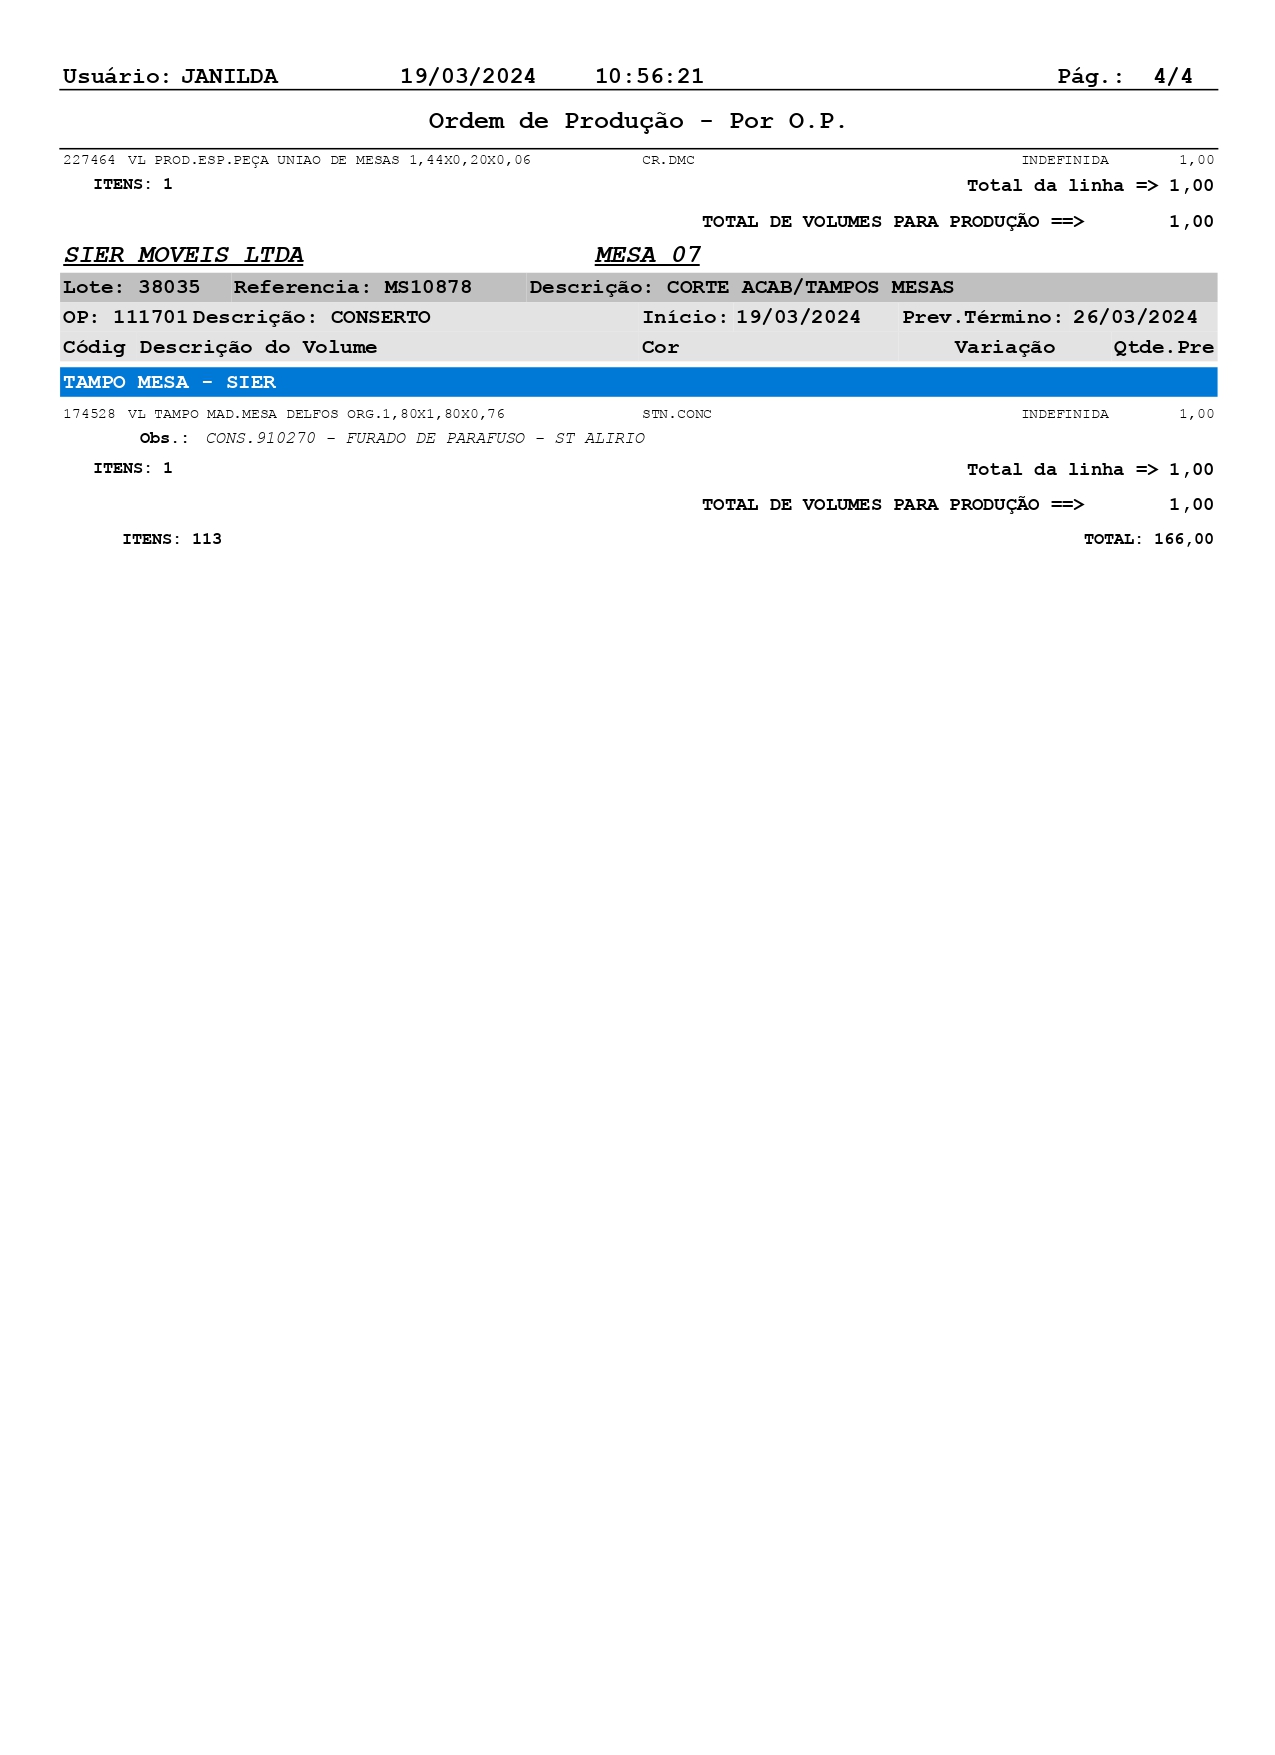 Usuário: JANILDA 19/03/2024 10:56:21 Pág.: 4/4
Ordem de Produção - Por O.P.
227464 VL PROD.ESP.PEÇA UNIAO DE MESAS 1,44X0,20X0,06 CR.DMC INDEFINIDA 1,00
ITENS: 1 Total da linha => 1,00
TOTAL DE VOLUMES PARA PRODUÇÃO ==> 1,00
SIER MOVEIS LTDA MESA 07
Lote: 38035 Referencia: MS10878 Descrição: CORTE ACAB/TAMPOS MESAS
OP: 111701 Descrição: CONSERTO Início: 19/03/2024 Prev.Término: 26/03/2024
Códig Descrição do Volume Cor Variação Qtde.Pre
TAMPO MESA - SIER
174528 VL TAMPO MAD.MESA DELFOS ORG.1,80X1,80X0,76 STN.CONC INDEFINIDA 1,00
Obs.: CONS.910270 - FURADO DE PARAFUSO - ST ALIRIO
ITENS: 1 Total da linha => 1,00
TOTAL DE VOLUMES PARA PRODUÇÃO ==> 1,00
ITENS: 113 TOTAL: 166,00